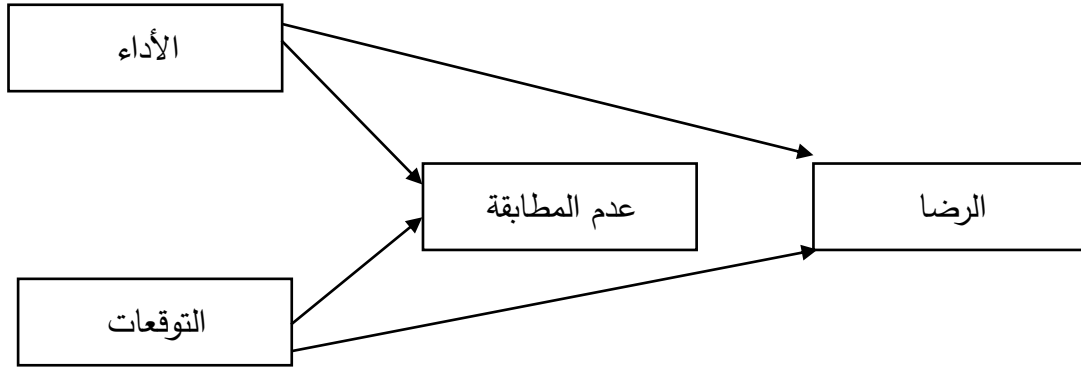 الأداء
عدم المطابقة
الرضا
التوقعات